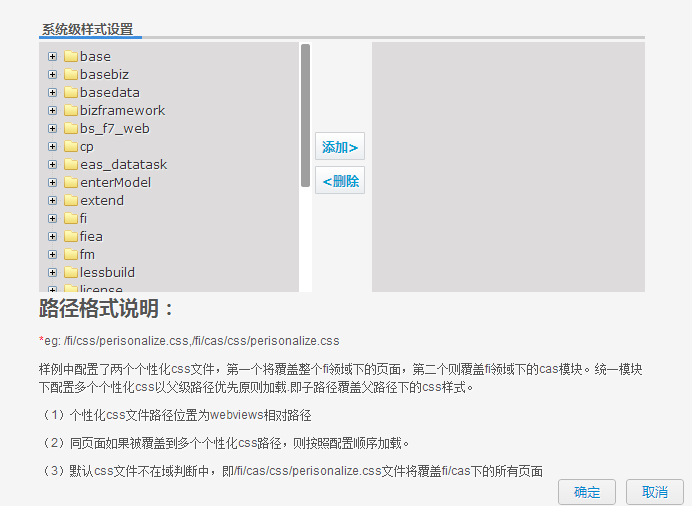 系统级样式设置
base
basebiz
basedata
bizframework
bs_f7_web
cp
eas_datatask
enterModel
extend
fi
fiea
fm
lessbuild
license
添加>
<删除
路径格式说明：
*eg: /fi/css/perisonalize.css,/fi/cas/css/perisonalize.css
样例中配置了两个个性化css文件，第一个将覆盖整个fi领域下的页面，第二个则覆盖fi领域下的cas模块。统一模块
下配置多个个性化css以父级路径优先原则加载.即子路径覆盖父路径下的css样式。
（1）个性化css文件路径位置为webviews相对路径
（2）同页面如果被覆盖到多个个性化css路径，则按照配置顺序加载。
（3）默认css文件不在域判断中，即/fi/cas/css/perisonalize.css文件将覆盖fi/cas下的所有页面
确定
取消